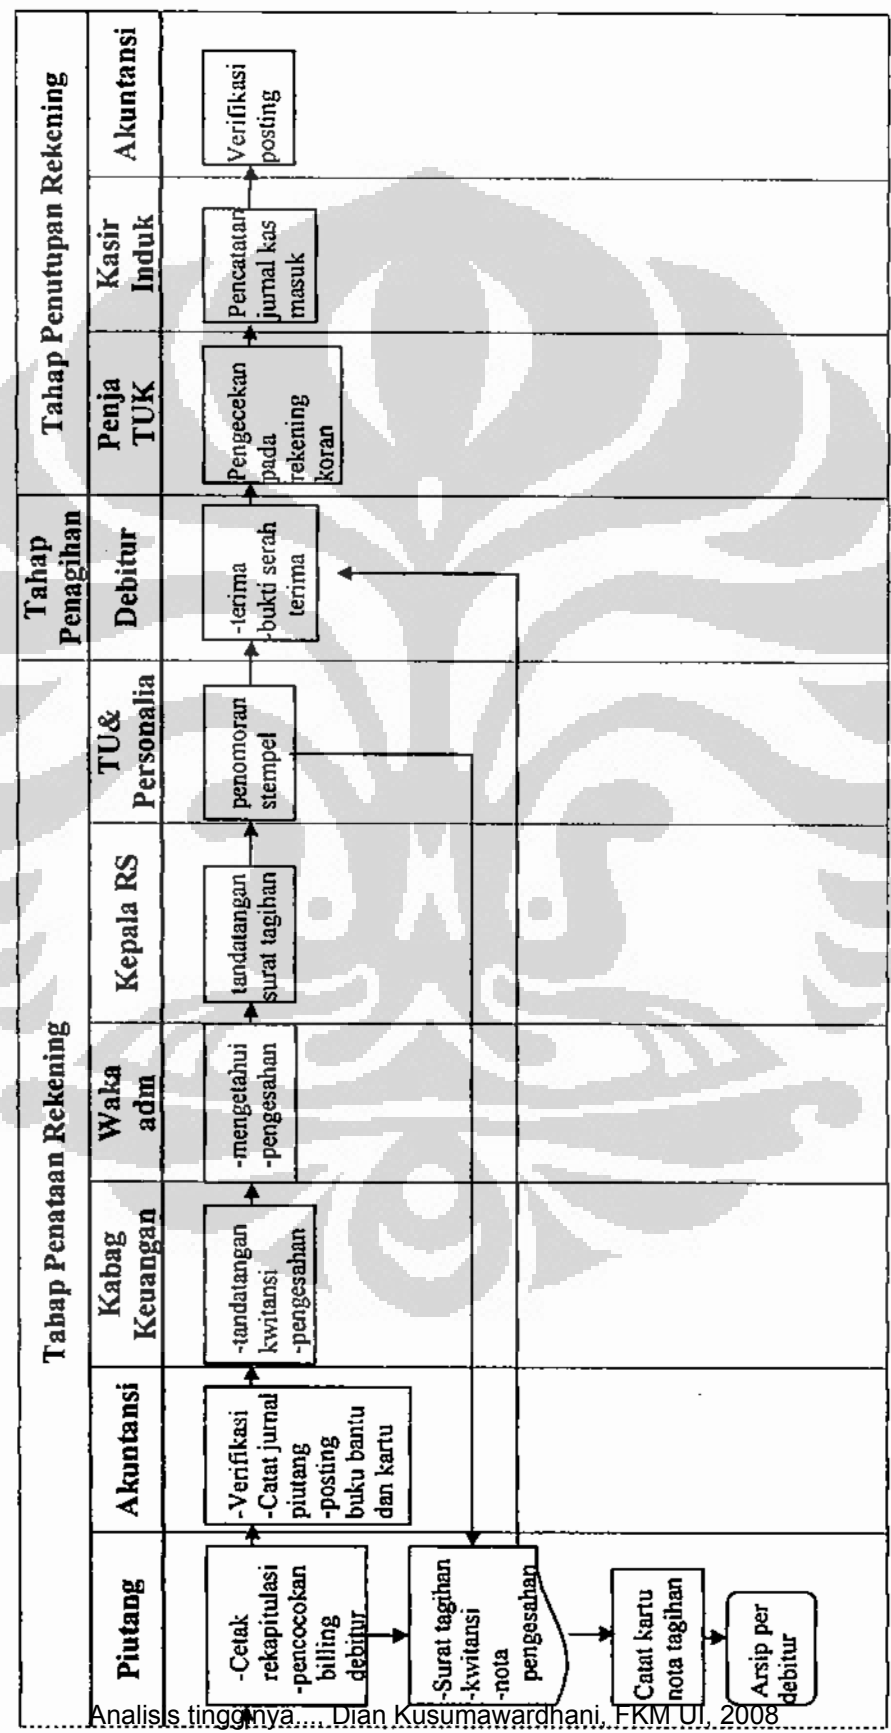 Tahap Penataan Rekening
Tahap
Penagihan
Tahap Penutupan Rekening
Piutang
Akuntansi
Kabag
Keuangan
Waka
adm
Kepala RS
TU&
Personalia
Debitur
Penja
TUK
Kasir
Induk
Akuntansi
-Cetak
rekapitulasi
-pencocokan
billing
debitur
-Verifikasi
-Catat jurnal
piutang
-posting
buku bantu
dan kartu
-tandatangan
kwitansi
-pengesahan
-mengetahui
-pengesahan
tandatangan
surat tagihan
penomoran
stempel
-terima
-bukti serah
terima
Pengecekan
pada
rekening
koran
Pencatatan
jurnal kas
masuk
Verifikasi
posting
-Surat tagihan
-kwitansi
-nota
pengesahan
Catat kartu
nota tagihan
Arsip per
debitur
Analisis tingginya..., Dian Kusumawardhani, FKM UI, 2008